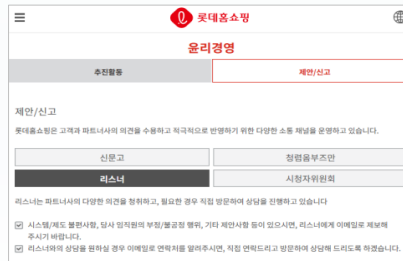 롯데홈쇼핑
윤리경영
추진활동
제안/신고
제안/신고
롯데홈쇼핑은 고객과 파트너사의 의견을 수용하고 적극적으로 반영하기 위한 다양한 소통 채널을 운영하고 있습니다.
신문고
청렴옴부즈만
리스너
시청자위원회
리스너는 파트너사의 다양한 의견을 청취하고, 필요한 경우 직접 방문하여 상담을 진행하고 있습니다
시스템/제도 불편사항, 당사 임직원의 부정/불공정 행위, 기타 제안사항 등이 있으시면, 리스너에게 이메일로 제보해
주시기 바랍니다.
리스너와의 상담을 원하실 경우 이메일로 연락처를 알려주시면, 직접 연락드리고 방문하여 상담해 드리도록 하겠습니다.